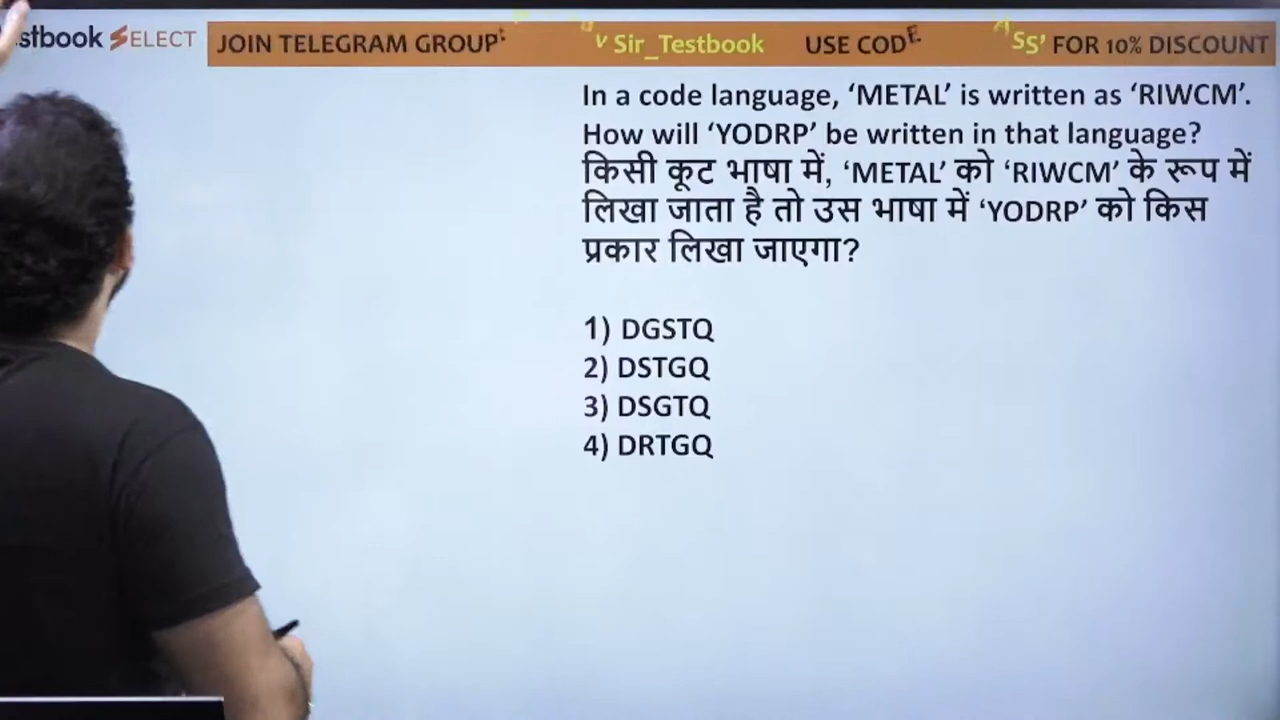 stbook SELECT
JOIN TELEGRAM GROUP: v Sir_Testbook USE CODE SS' FOR 10% DISCOUNT
In a code language, ‘METAL’ is written as ‘RIWCM’.
How will ‘YODRP’ be written in that language?
किसी कूट भाषा में, ‘METAL’ को ‘RIWCM’ के रूप में
लिखा जाता है तो उस भाषा में ‘YODRP’ को किस
प्रकार लिखा जाएगा?
1) DGSTQ
2) DSTGQ
3) DSGTQ
4) DRTGQ